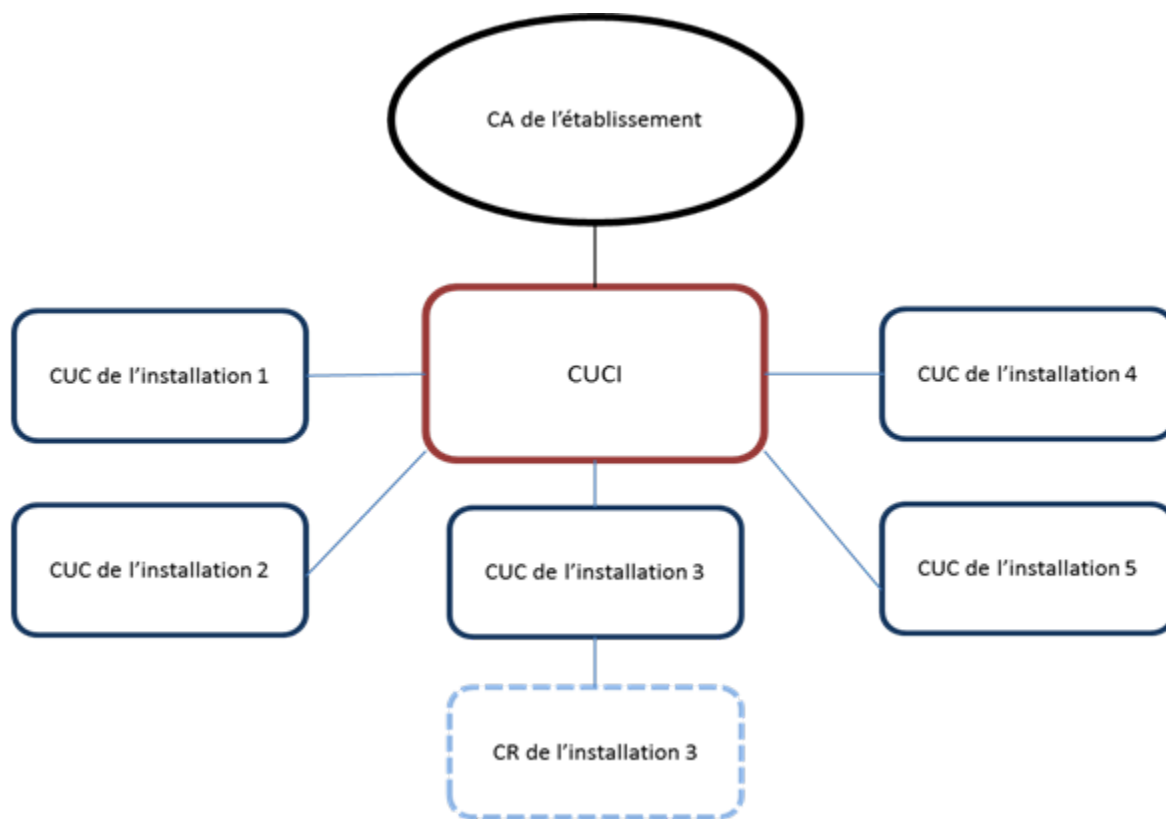 CA de l’établissement
CUC de l’installation 1
CUCI
CUC de l’installation 4
CUC de l’installation 2
CUC de l’installation 3
CUC de l’installation 5
CR de l’installation 3